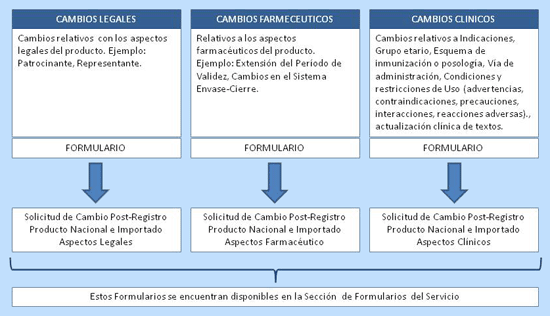 CAMBIOS LEGALES
Cambios relativos con los aspectos
legales del producto. Ejemplo:
Patrocinante, Representante.
FORMULARIO
Solicitud de Cambio Post-Registro
Producto Nacional e Importado
Aspectos Legales
CAMBIOS FARMECEUTICOS
Relativos a los aspectos
farmacéuticos del producto.
Ejemplo: Extensión del Periodo de
Validez, Cambios en el Sistema
Envase-Cierre.
FORMULARIO
Solicitud de Cambio Post-Registro
Producto Nacional e Importado
Aspectos Farmacéutico
CAMBIOS CLINICOS
Cambios relativos a Indicaciones,
Grupo etario, Esquema de
inmunización o posología, Vía de
administración, Condiciones y
restricciones de Uso (advertencias,
contraindicaciones, precauciones,
interacciones, reacciones adversas).,
actualización clínica de textos.
FORMULARIO
Solicitud de Cambio Post-Registro
Producto Nacional e Importado
Aspectos Clínicos
Estos Formularios se encuentran disponibles en la Sección de Formularios del Servicio